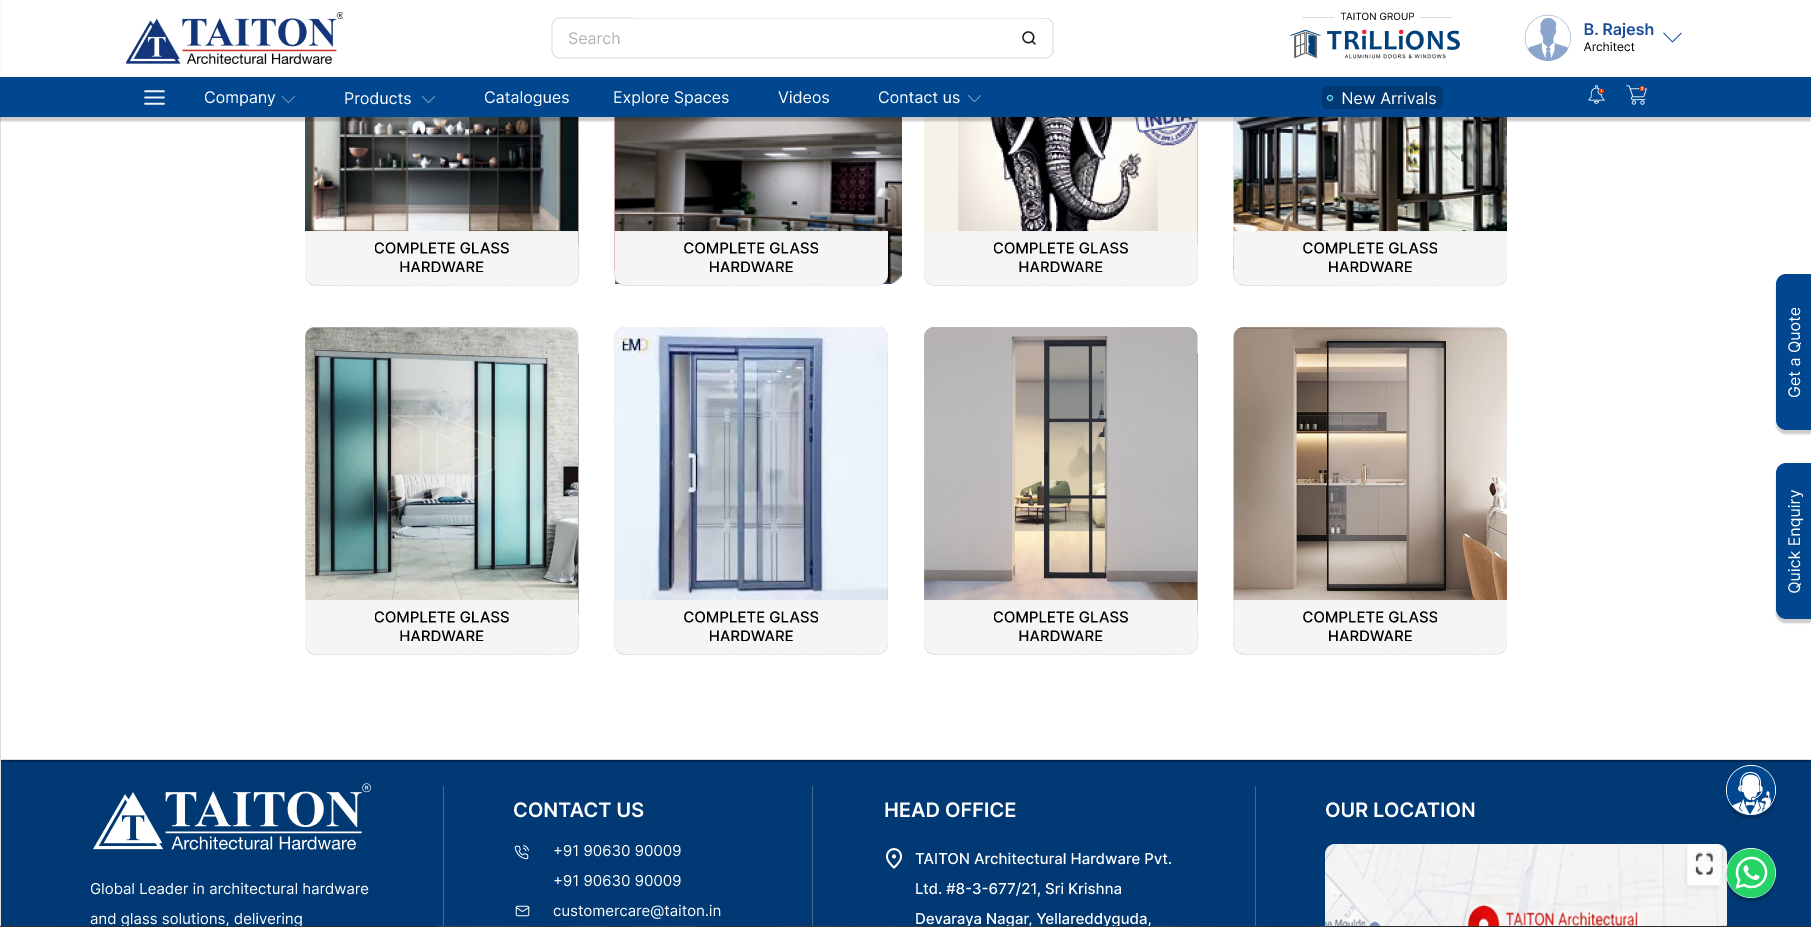 TAITON®
Architectural Hardware
Search
TAITON GROUP
TRiLLiONS
ALUMINIUM DOORS & WINDOWS
B. Rajesh
Architect
Company
Products
Catalogues
Explore Spaces
Videos
Contact us
New Arrivals
INDIA
COMPLETE GLASS
HARDWARE
COMPLETE GLASS
HARDWARE
COMPLETE GLASS
HARDWARE
COMPLETE GLASS
HARDWARE
Get a Quote
EMD
Quick Enquiry
COMPLETE GLASS
HARDWARE
COMPLETE GLASS
HARDWARE
COMPLETE GLASS
HARDWARE
COMPLETE GLASS
HARDWARE
TAITON®
Architectural Hardware
Global Leader in architectural hardware
and glass solutions, delivering
CONTACT US
+91 90630 90009
+91 90630 90009
customercare@taiton.in
HEAD OFFICE
TAITON Architectural Hardware Pvt.
Ltd. #8-3-677/21, Sri Krishna
Devaraya Nagar, Yellareddyguda,
OUR LOCATION
TAITON Architectural